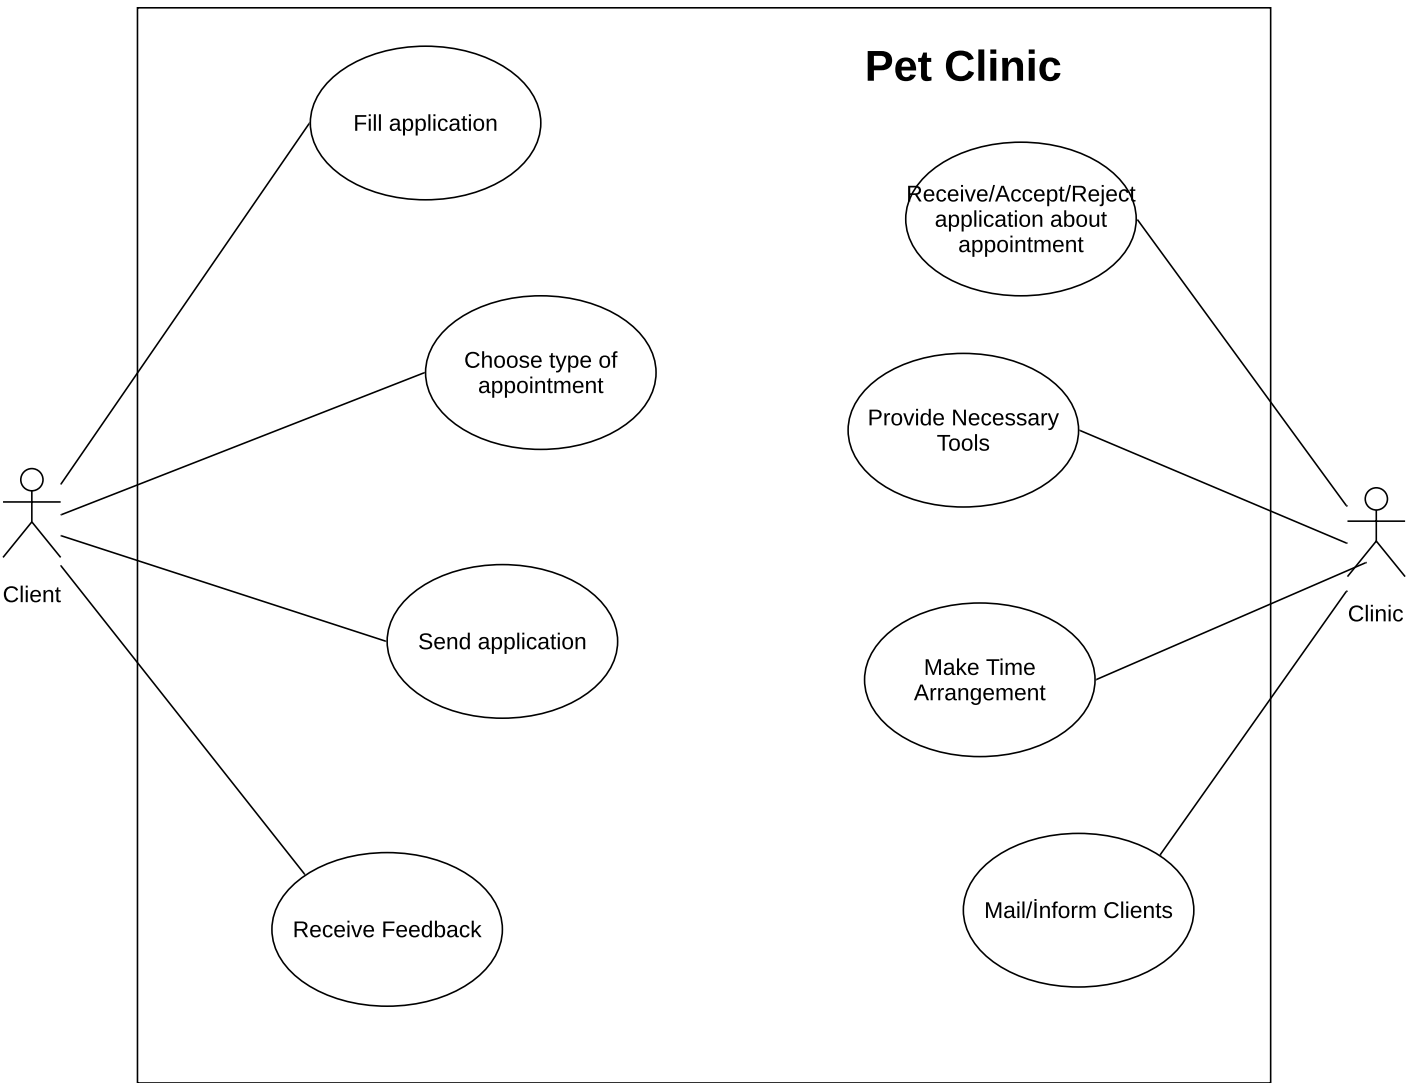 Pet Clinic
Fill application
Receive/Accept/Reject
application about
appointment
Choose type of
appointment
Provide Necessary
Tools
Client
Clinic
Send application
Make Time
Arrangement
Receive Feedback
Mail/İnform Clients